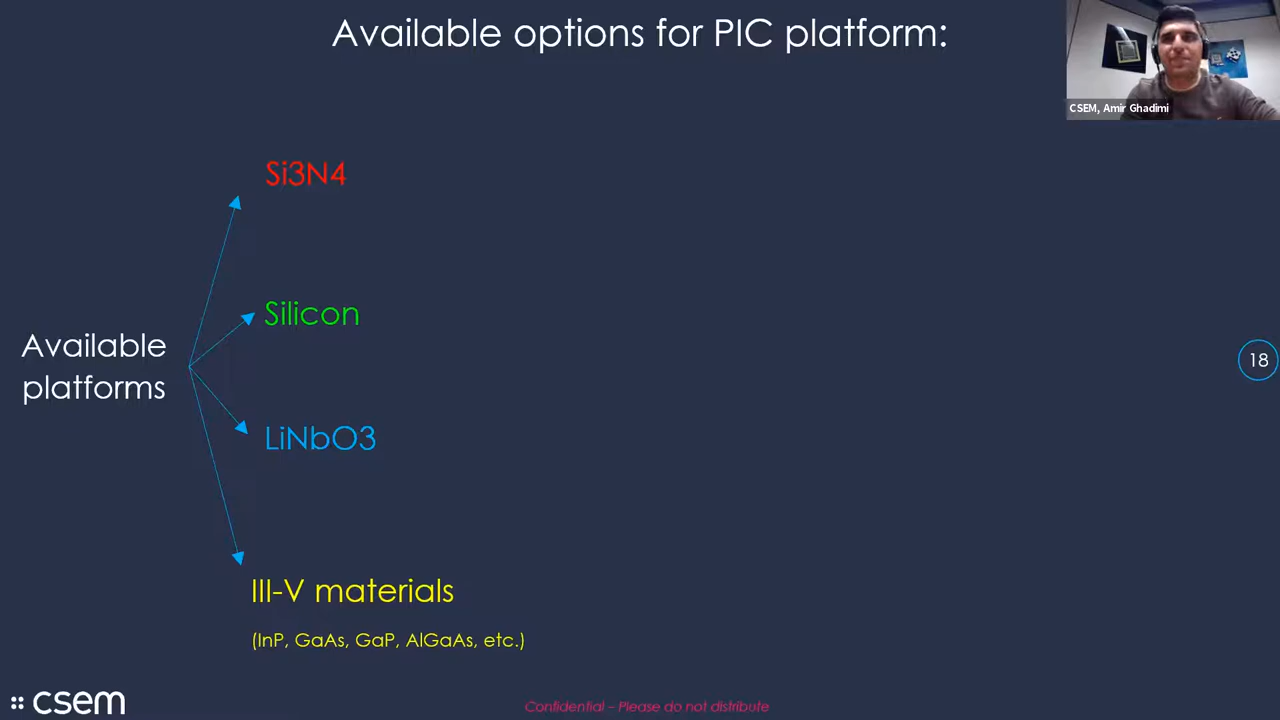 Available options for PIC platform:
CSEM, Amir Ghadimi
Si3N4
Silicon
Available
platforms
18
LiNbO3
III-V materials
(InP, GaAs, GaP, AlGaAs, etc.)
csem
Confidential – Please do not distribute